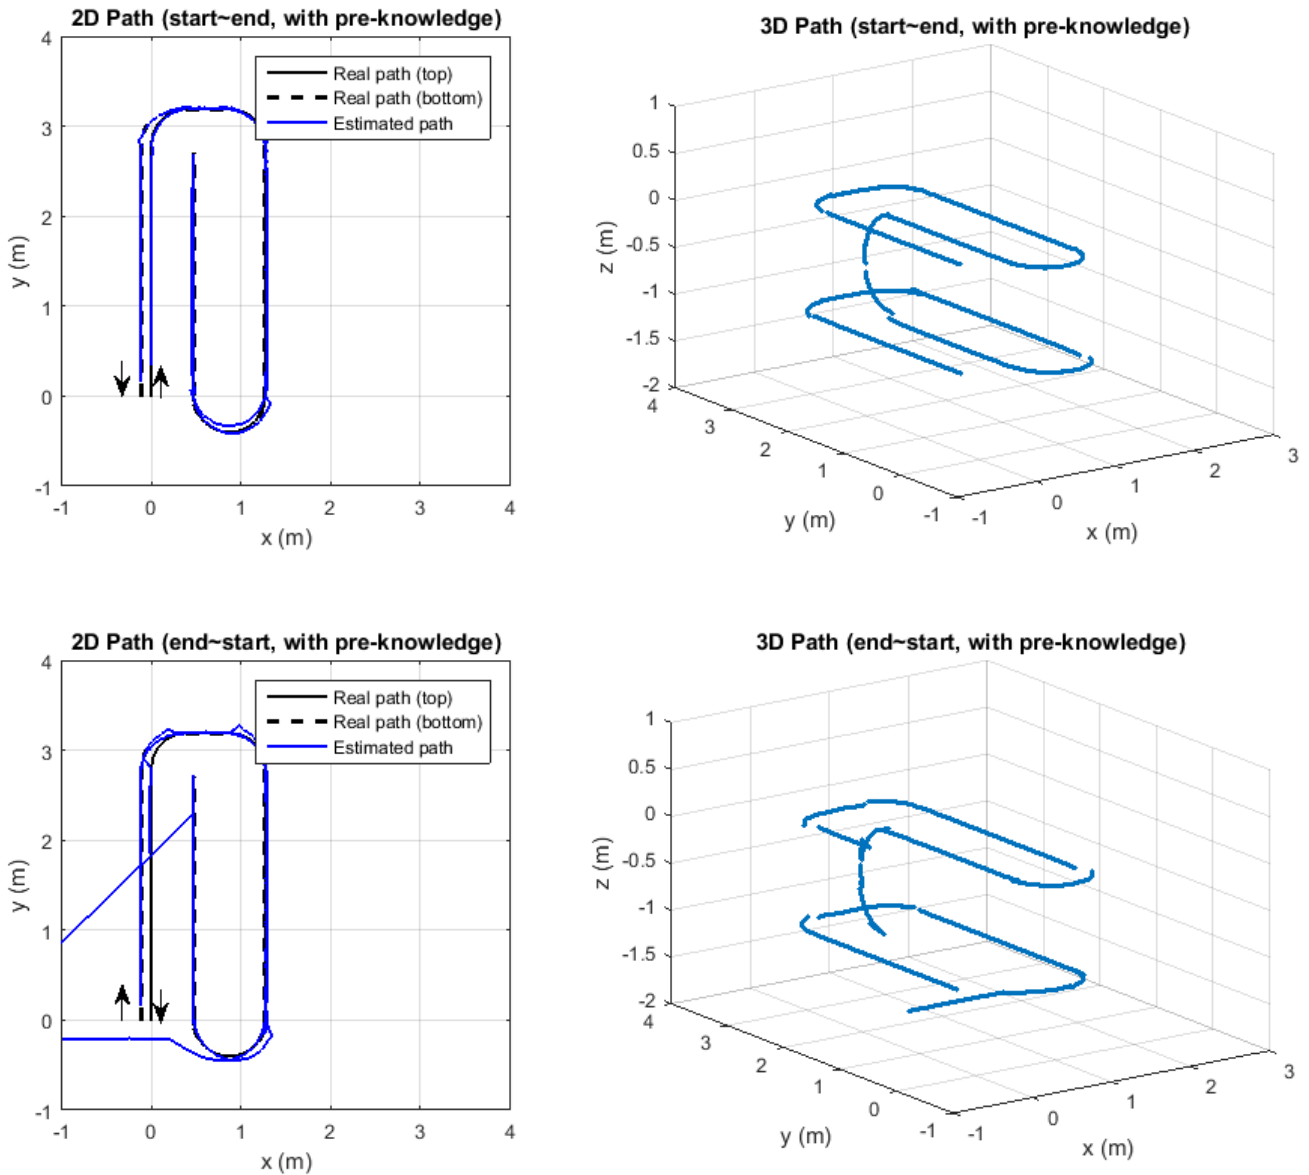 2D Path (start~end, with pre-knowledge)
4
3
2
1
0
-1
y (m)
-1 0 1 2 3 4
x (m)
Real path (top)
Real path (bottom)
Estimated path
3D Path (start~end, with pre-knowledge)
1
0.5
0
-0.5
-1
-1.5
-2
z (m)
4
3
2
1
0
-1
y (m)
-1
0
1
2
3
x (m)
2D Path (end~start, with pre-knowledge)
4
3
2
1
0
-1
y (m)
-1 0 1 2 3 4
x (m)
Real path (top)
Real path (bottom)
Estimated path
3D Path (end~start, with pre-knowledge)
1
0.5
0
-0.5
-1
-1.5
-2
z (m)
4
3
2
1
0
-1
y (m)
-1
0
1
2
3
x (m)